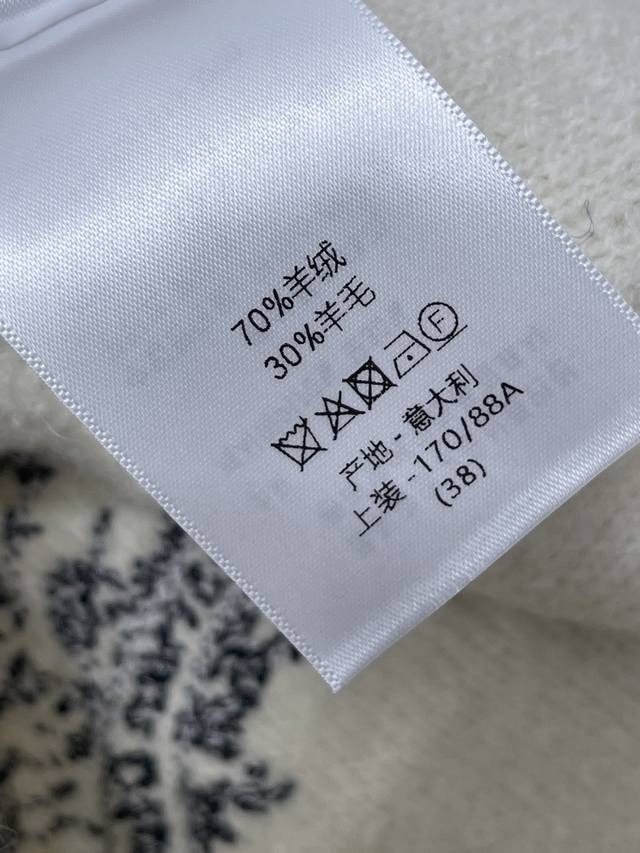 70%羊绒
30%羊毛
F
产地 - 意大利
上装 -170/88A
(38)